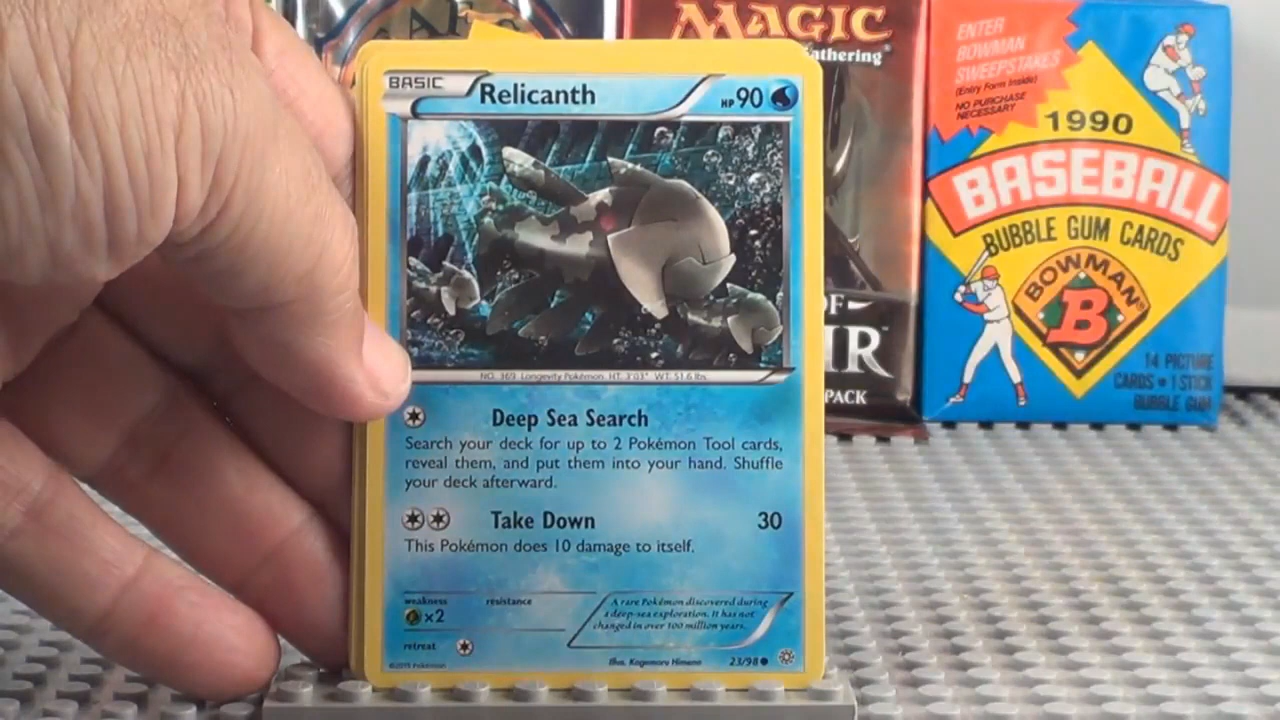 BASIC
Relicanth
HP 90
NO. 369 Longevity Pokémon. HT. 3'03" WT. 51.6 lbs.
Deep Sea Search
Search your deck for up to 2 Pokémon Tool cards,
reveal them, and put them into your hand. Shuffle
your deck afterward.
Take Down 30
This Pokémon does 10 damage to itself.
weakness resistance
×2
A rare Pokémon discovered during
a deep-sea exploration. It has not
changed in over 100 million years.
retreat
©2015 Pokémon
Illus. Kagemaru Himeno
23/98
MAGIC
athering®
OF
IR
PACK
ENTER
BOWMAN
SWEEPSTAKES
(Entry Form Inside)
NO PURCHASE
NECESSARY
1990
BASEBALL
BUBBLE GUM CARDS
BOWMAN®
B
14 PICTURE
CARDS • 1 STICK
BUBBLE GUM